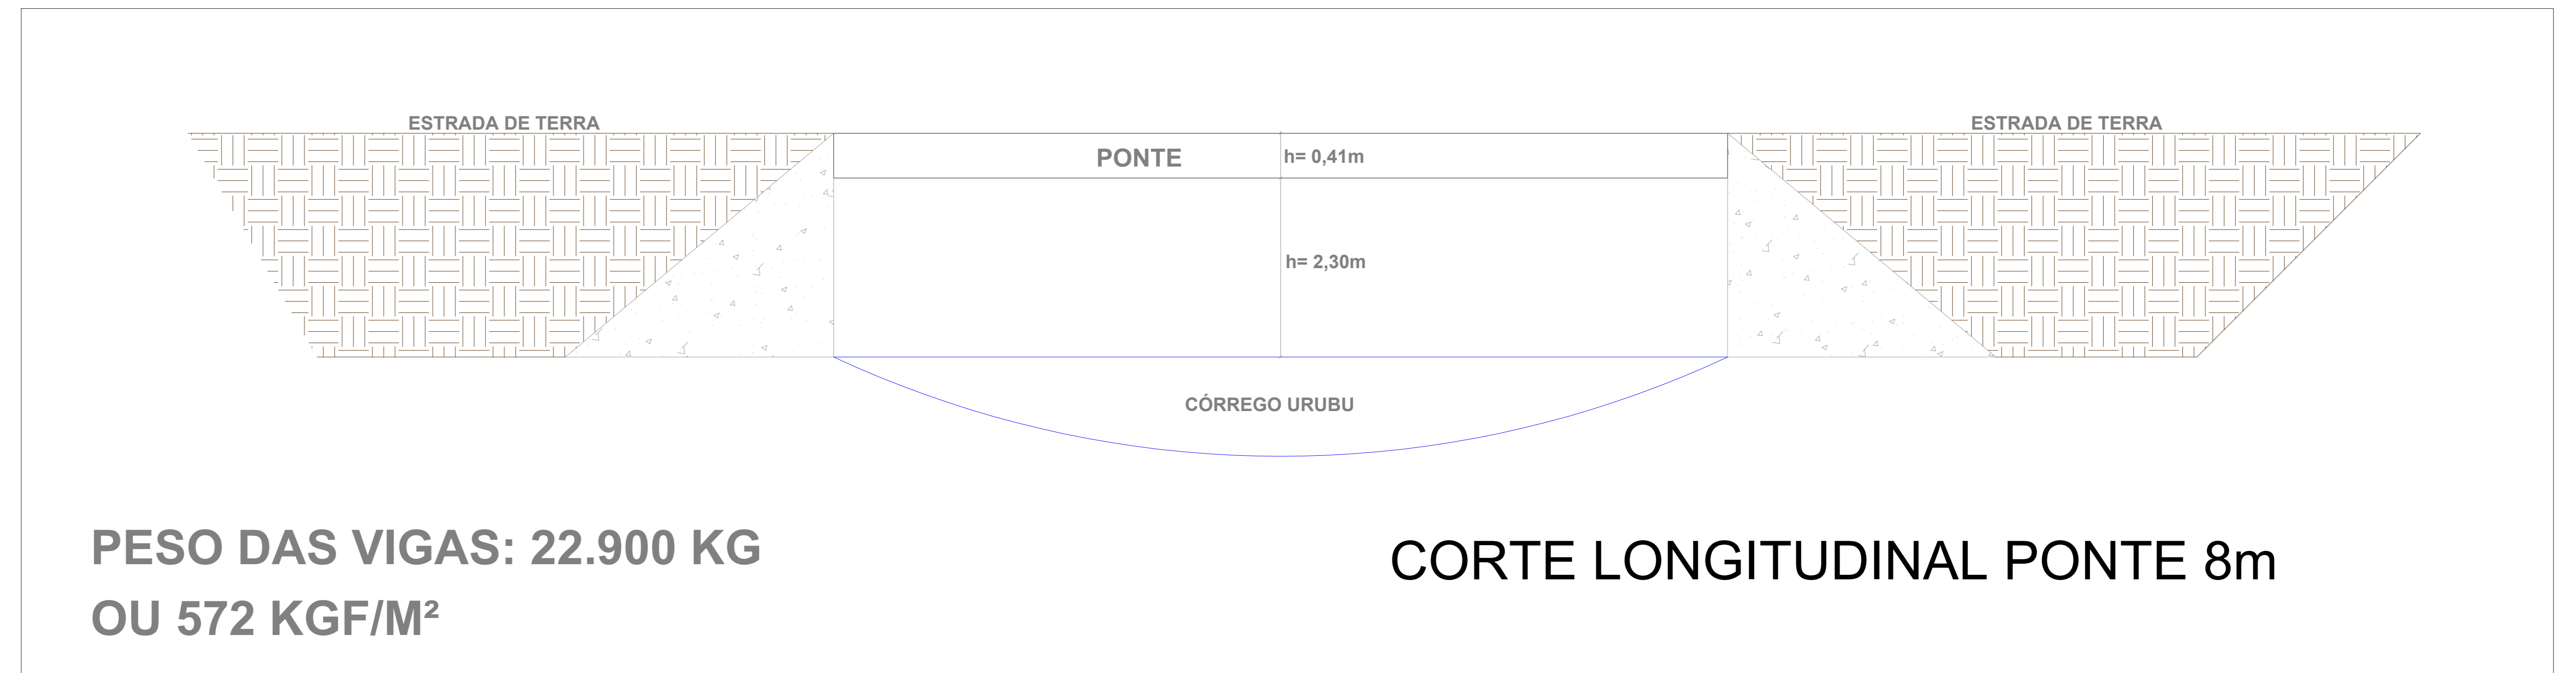 ESTRADA DE TERRA
ESTRADA DE TERRA
PONTE
h= 0,41m
h= 2,30m
CÓRREGO URUBU
PESO DAS VIGAS: 22.900 KG
OU 572 KGF/M²
CORTE LONGITUDINAL PONTE 8m